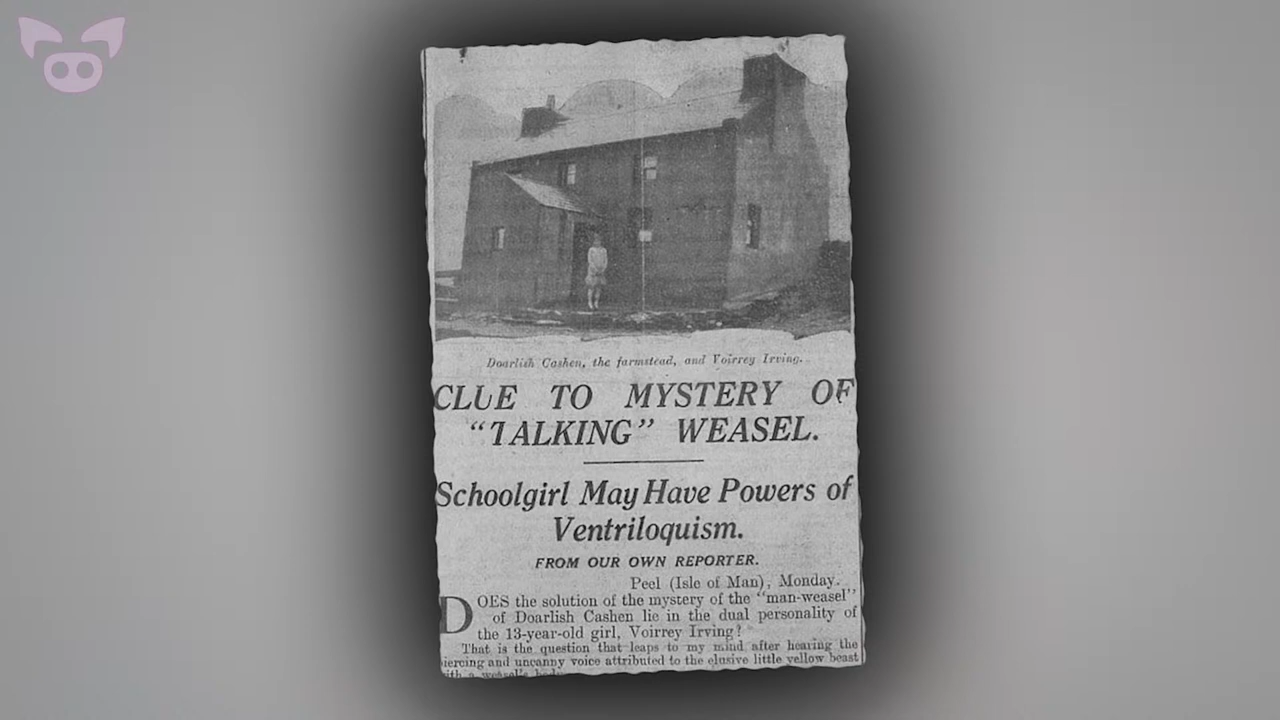 Doarlish Cashen, the farmstead, and Voirrey Irving.
CLUE TO MYSTERY OF
"TALKING" WEASEL.
Schoolgirl May Have Powers of
Ventriloquism.
FROM OUR OWN REPORTER.
Peel (Isle of Man), Monday.
DOES the solution of the mystery of the "man-weasel"
of Doarlish Cashen lie in the dual personality of
the 13-year-old girl, Voirrey Irving?
That is the question that leaps to my mind after hearing the
piercing and uncanny voice attributed to the elusive little yellow beast
with a weasel's